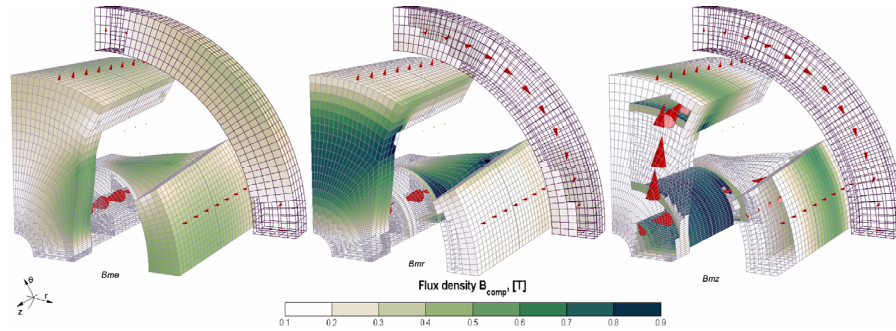 Bmθ
Bmr
Bmz
θ
r
z
Flux density B_comp, [T]
0.1 0.2 0.3 0.4 0.5 0.6 0.7 0.8 0.9